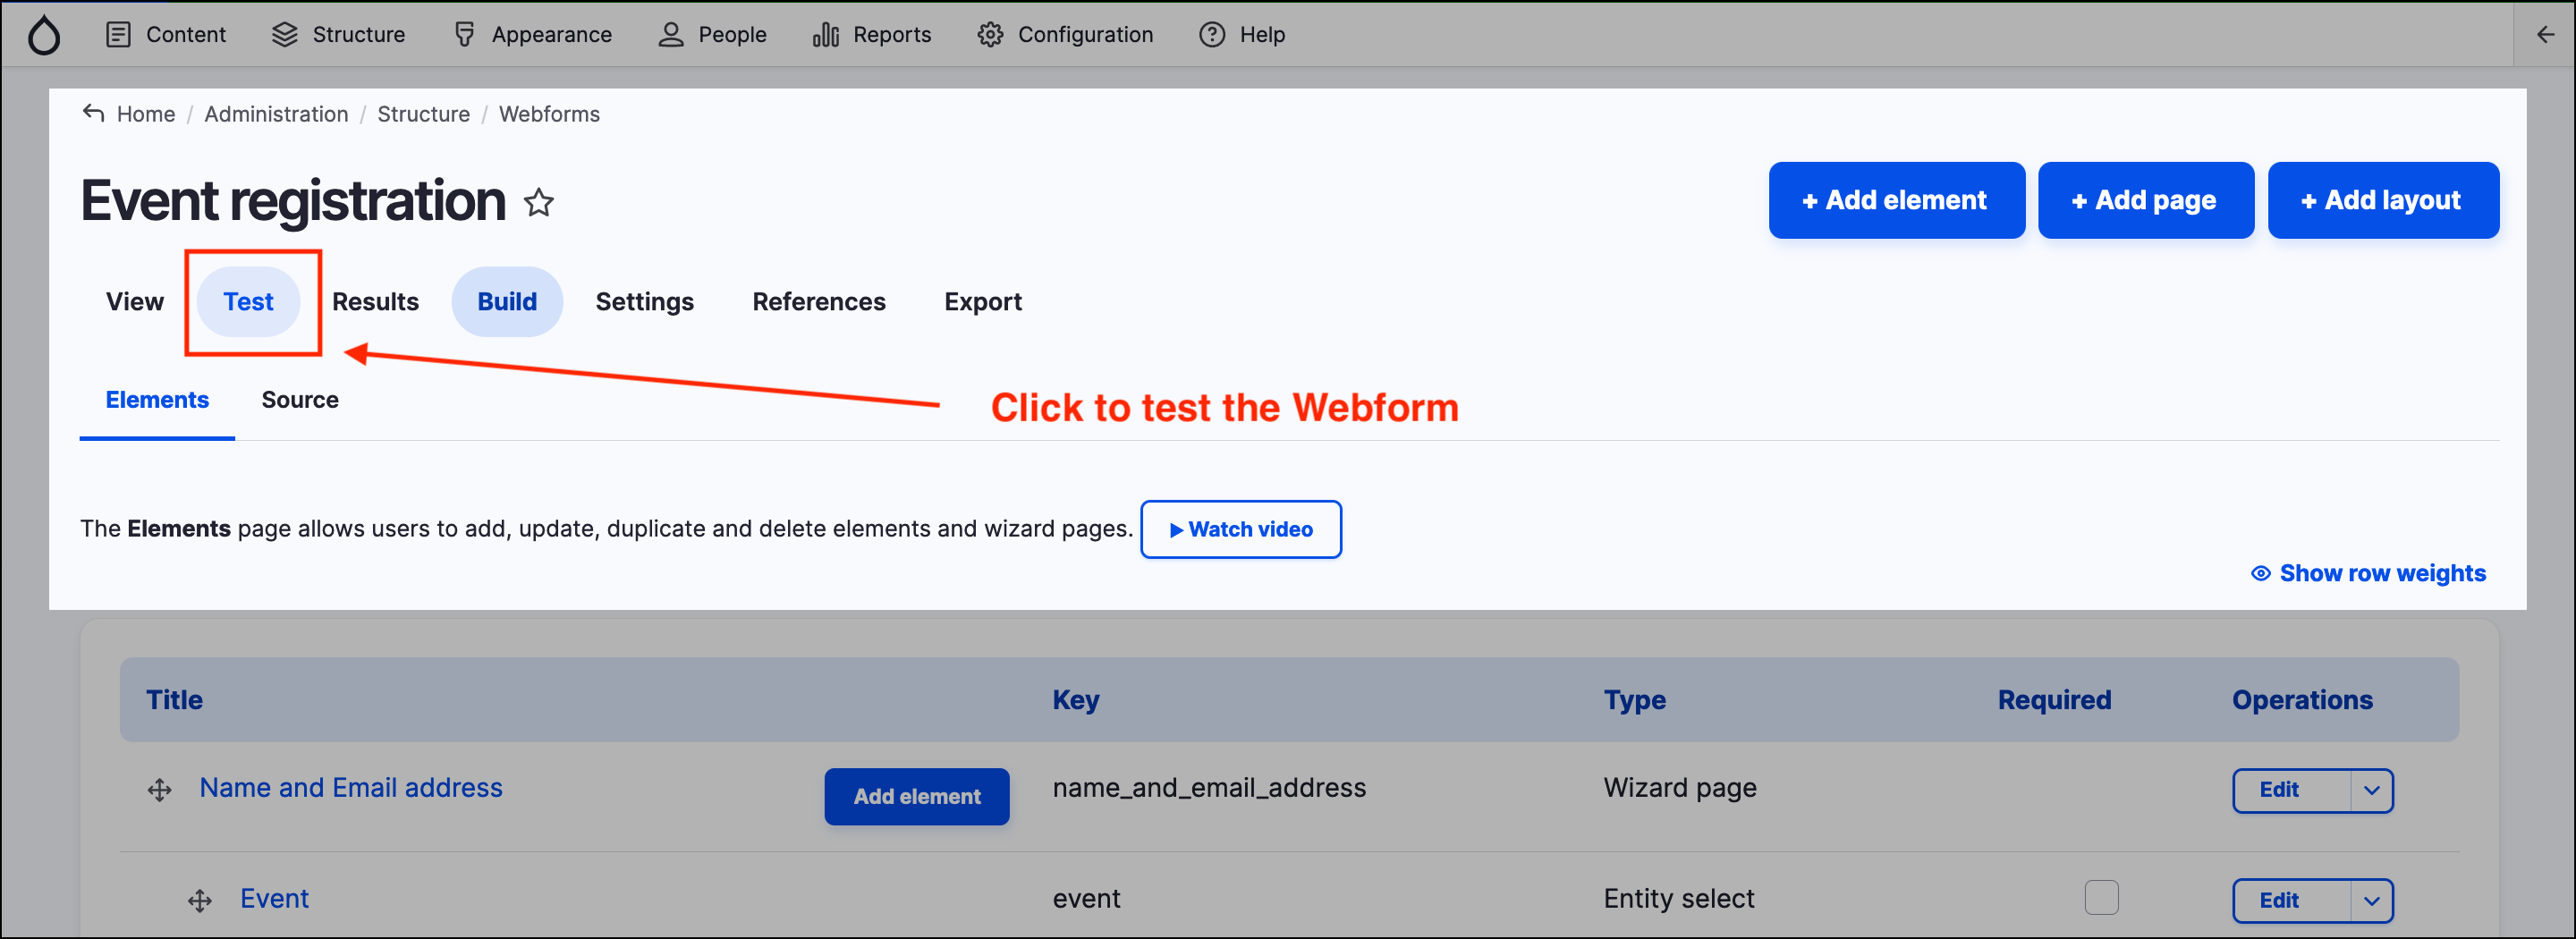 Content Structure Appearance People Reports Configuration Help
Home / Administration / Structure / Webforms
Event registration
+ Add element + Add page + Add layout
View Test Results Build Settings References Export
Elements Source
Click to test the Webform
The Elements page allows users to add, update, duplicate and delete elements and wizard pages. Watch video
Show row weights
Title Key Type Required Operations
Name and Email address Add element name_and_email_address Wizard page Edit
Event event Entity select Edit